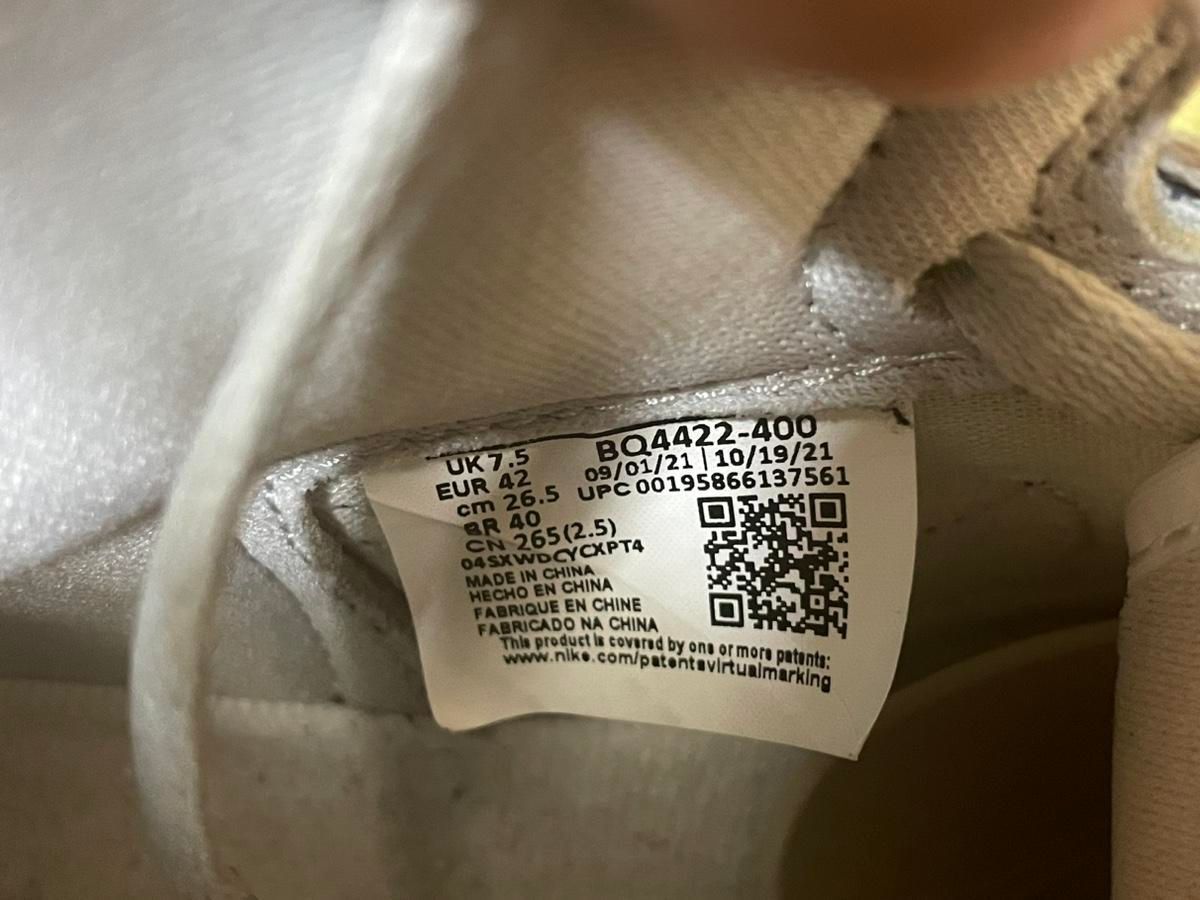 UK 7.5
EUR 42
cm 26.5
BR 40
CN 265(2.5)
04SXWDCYCXPT4
MADE IN CHINA
HECHO EN CHINA
FABRIQUE EN CHINE
FABRICADO NA CHINA
BQ4422-400
09/01/21 | 10/19/21
UPC 00195866137561
This product is covered by one or more patents:
www.nike.com/patentsvirtualmarking